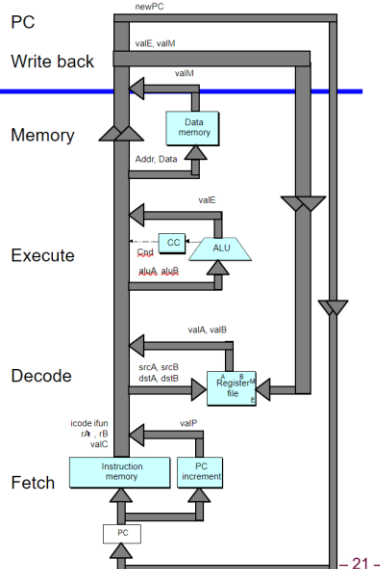 newPC
PC
valE, valM
Write back
valM
Memory
Data
memory
Addr, Data
valE
CC
ALU
Cnd
Execute
aluA, aluB
valA, valB
Decode
srcA, srcB
dstA, dstB
A B
M
Register
file
E
icode ifun
rA , rB
valC
valP
Instruction
memory
PC
increment
Fetch
PC
– 21 –